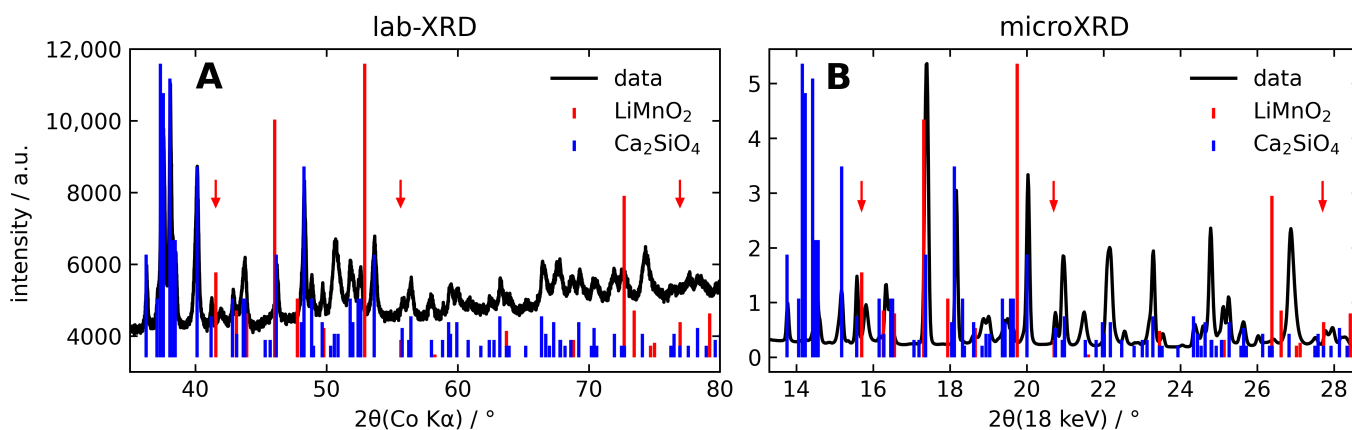 lab-XRD
A
data
LiMnO₂
Ca₂SiO₄
12,000
10,000
8000
6000
4000
intensity / a.u.
40 50 60 70 80
2θ(Co Kα) / °
microXRD
B
data
LiMnO₂
Ca₂SiO₄
5
4
3
2
1
0
14 16 18 20 22 24 26 28
2θ(18 keV) / °